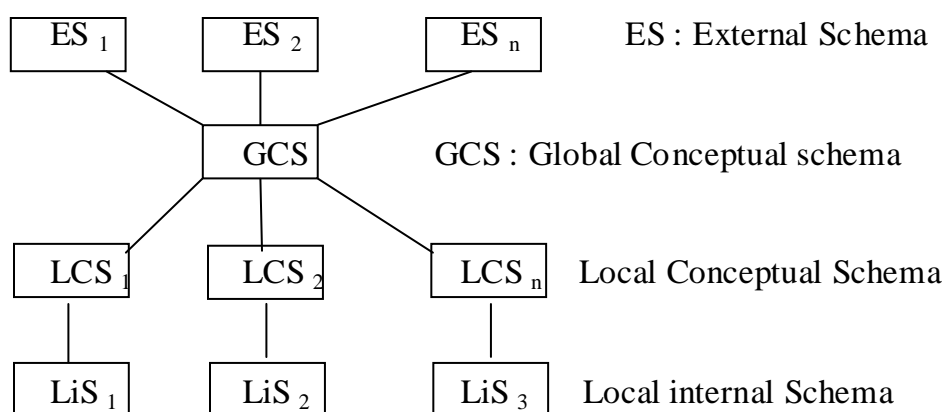 ES 1 ES 2 ES n ES : External Schema
GCS GCS : Global Conceptual schema
LCS 1 LCS 2 LCS n Local Conceptual Schema
LiS 1 LiS 2 LiS 3 Local internal Schema